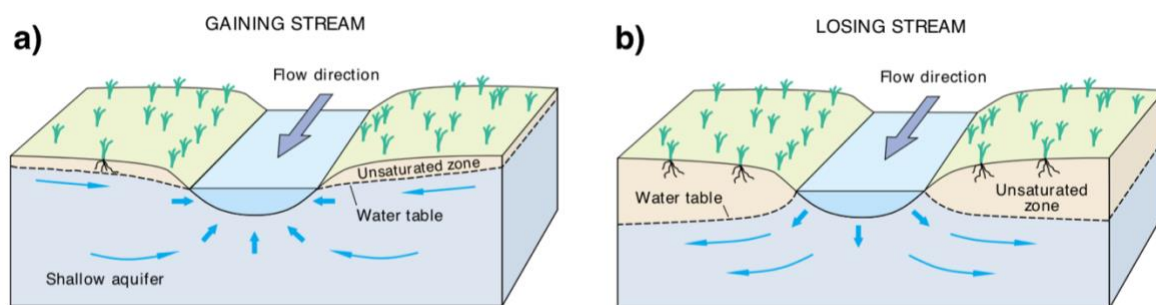 a)
GAINING STREAM
Flow direction
Unsaturated zone
Water table
Shallow aquifer
b)
LOSING STREAM
Flow direction
Water table
Unsaturated
zone